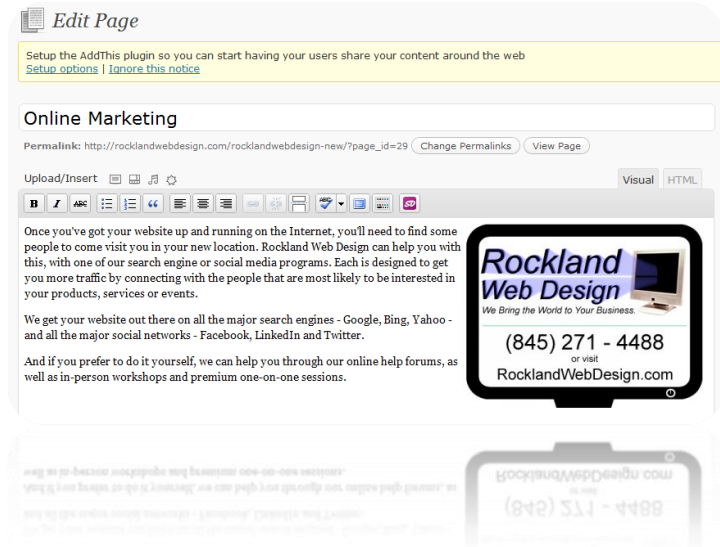 Edit Page
Setup the AddThis plugin so you can start having your users share your content around the web
Setup options | Ignore this notice
Online Marketing
Permalink: http://rocklandwebdesign.com/rocklandwebdesign-new/?page_id=29 Change Permalinks View Page
Upload/Insert
Visual HTML
B I ABC ABC SD
Once you've got your website up and running on the Internet, you'll need to find some
people to come visit you in your new location. Rockland Web Design can help you with
this, with one of our search engine or social media programs. Each is designed to get
you more traffic by connecting with the people that are most likely to be interested in
your products, services or events.
We get your website out there on all the major search engines - Google, Bing, Yahoo -
and all the major social networks - Facebook, LinkedIn and Twitter.
And if you prefer to do it yourself, we can help you through our online help forums, as
well as in-person workshops and premium one-on-one sessions.
Rockland
Web Design
We Bring the World to Your Business.
(845) 271 - 4488
or visit
RocklandWebDesign.com